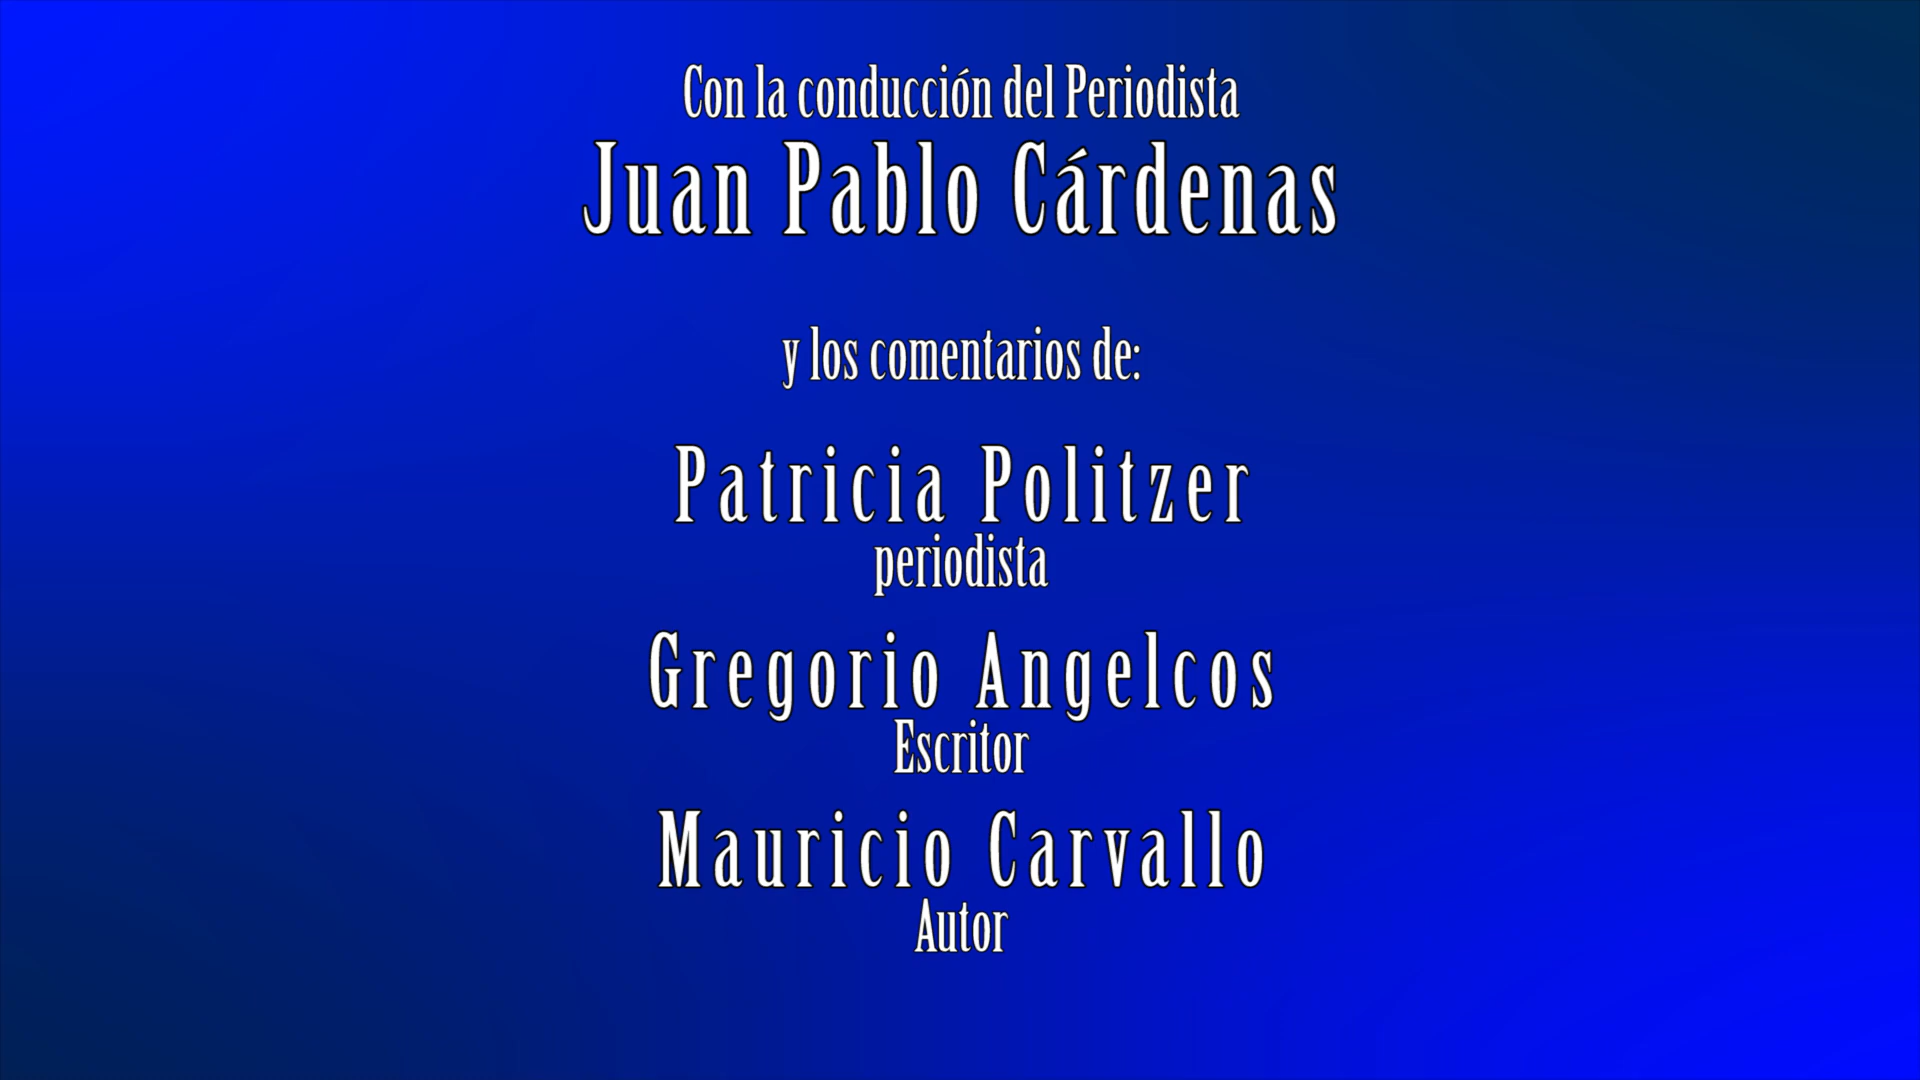 Con la conducción del Periodista
Juan Pablo Cárdenas
y los comentarios de:
Patricia Politzer
periodista
Gregorio Angelcos
Escritor
Mauricio Carvallo
Autor